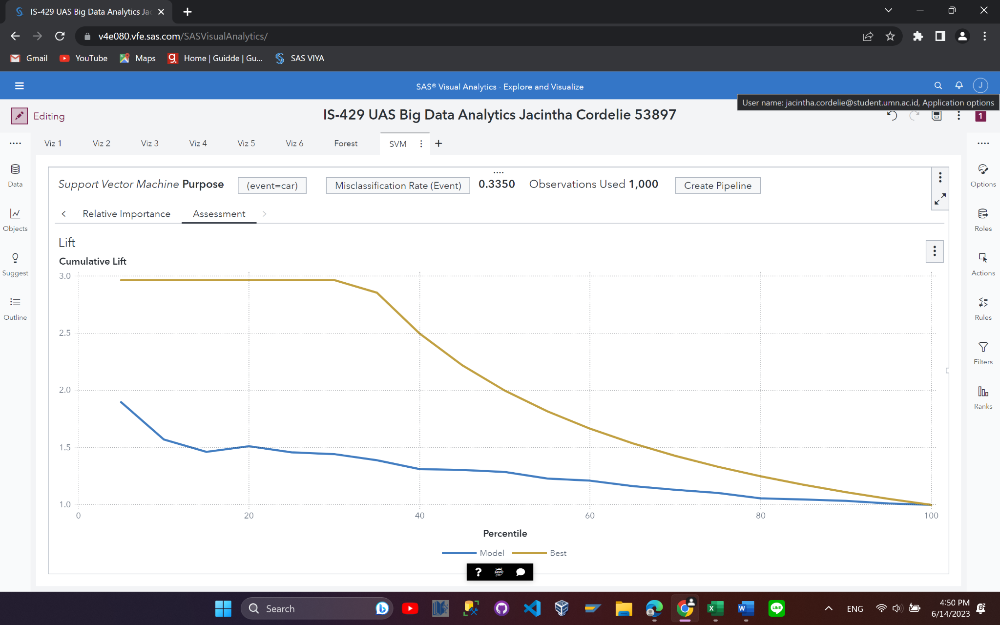 IS-429 UAS Big Data Analytics Ja
v4e080.vfe.sas.com/SASVisualAnalytics/
Gmail YouTube Maps Home | Guidde | Gu... SAS VIYA
SAS® Visual Analytics - Explore and Visualize
J
User name: jacintha.cordelie@student.umn.ac.id, Application options
Editing
IS-429 UAS Big Data Analytics Jacintha Cordelie 53897
1
Viz 1 Viz 2 Viz 3 Viz 4 Viz 5 Viz 6 Forest SVM
Data
Objects
Suggest
Outline
Support Vector Machine Purpose (event=car) Misclassification Rate (Event) 0.3350 Observations Used 1,000 Create Pipeline
Relative Importance Assessment
Lift
Cumulative Lift
3.0
2.5
2.0
1.5
1.0
0 20 40 60 80 100
Percentile
Model Best
Options
Roles
Actions
Rules
Filters
Ranks
?
Search
LINE
ENG
4:50 PM
6/14/2023